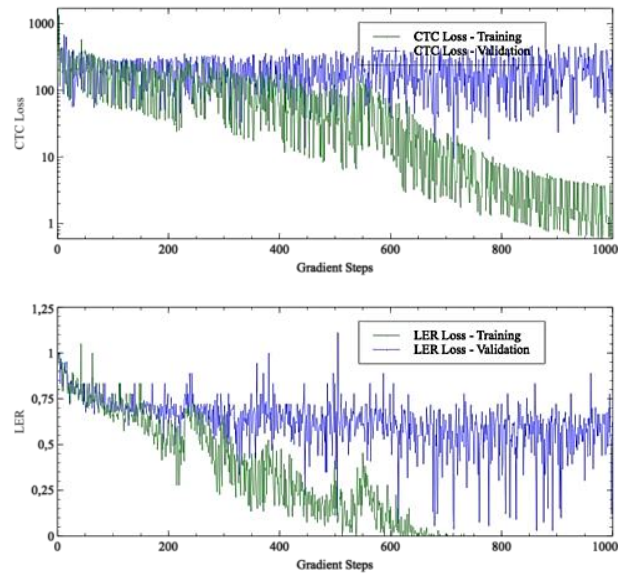 1000
100
10
1
CTC Loss
CTC Loss - Training
CTC Loss - Validation
0 200 400 600 800 1000
Gradient Steps
1,25
1
0,75
0,5
0,25
0
LER
LER Loss - Training
LER Loss - Validation
0 200 400 600 800 1000
Gradient Steps